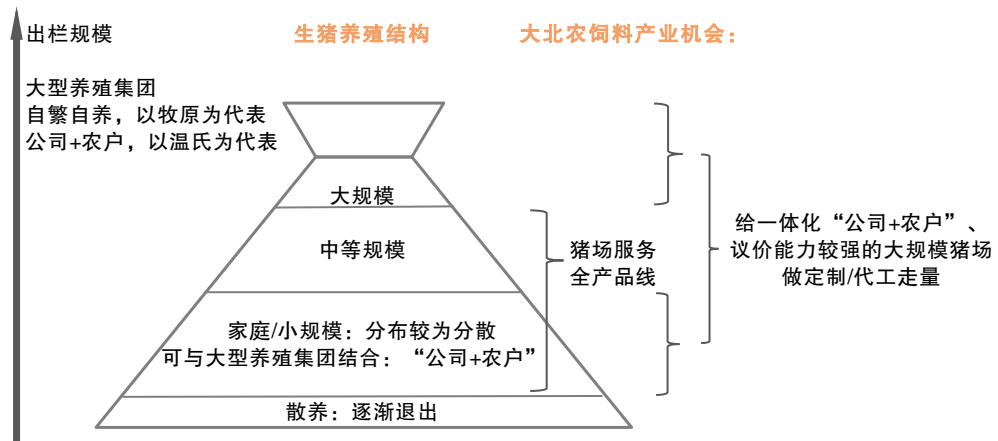 出栏规模
生猪养殖结构
大北农饲料产业机会：
大型养殖集团
自繁自养，以牧原为代表
公司+农户，以温氏为代表
大规模
中等规模
家庭/小规模：分布较为分散
可与大型养殖集团结合：“公司+农户”
散养：逐渐退出
猪场服务
全产品线
给一体化“公司+农户”、
议价能力较强的大规模猪场
做定制/代工走量